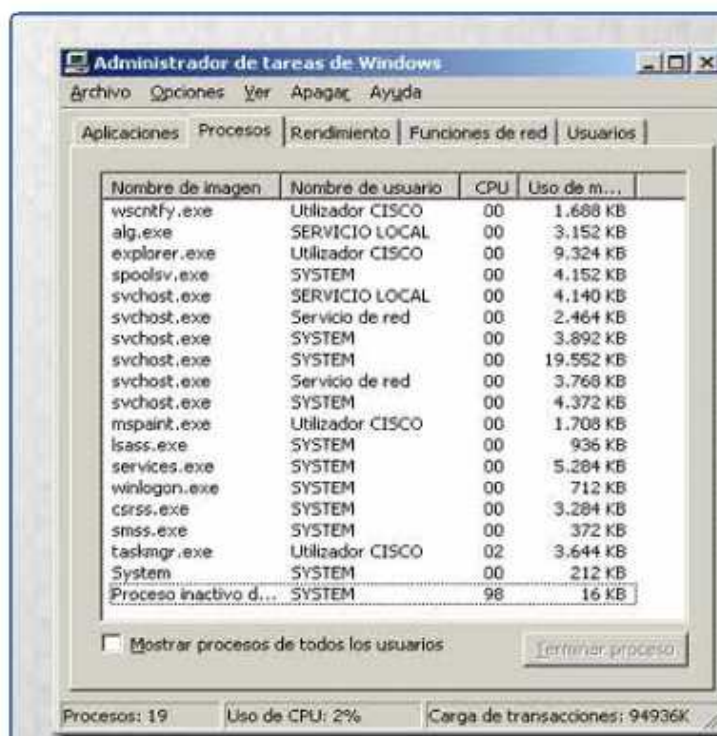 Administrador de tareas de Windows
Archivo Opciones Ver Apagar Ayuda
Aplicaciones Procesos Rendimiento Funciones de red Usuarios
Nombre de imagen Nombre de usuario CPU Uso de m...
wscntfy.exe Utilizador CISCO 00 1.688 KB
alg.exe SERVICIO LOCAL 00 3.152 KB
explorer.exe Utilizador CISCO 00 9.324 KB
spoolsv.exe SYSTEM 00 4.152 KB
svchost.exe SERVICIO LOCAL 00 4.140 KB
svchost.exe Servicio de red 00 2.464 KB
svchost.exe SYSTEM 00 3.892 KB
svchost.exe SYSTEM 00 19.552 KB
svchost.exe Servicio de red 00 3.768 KB
svchost.exe SYSTEM 00 4.372 KB
mspaint.exe Utilizador CISCO 00 1.708 KB
lsass.exe SYSTEM 00 936 KB
services.exe SYSTEM 00 5.284 KB
winlogon.exe SYSTEM 00 712 KB
csrss.exe SYSTEM 00 3.284 KB
smss.exe SYSTEM 00 372 KB
taskmgr.exe Utilizador CISCO 02 3.644 KB
System SYSTEM 00 212 KB
Proceso inactivo d... SYSTEM 98 16 KB
Mostrar procesos de todos los usuarios
Terminar proceso
Procesos: 19 Uso de CPU: 2% Carga de transacciones: 94936K